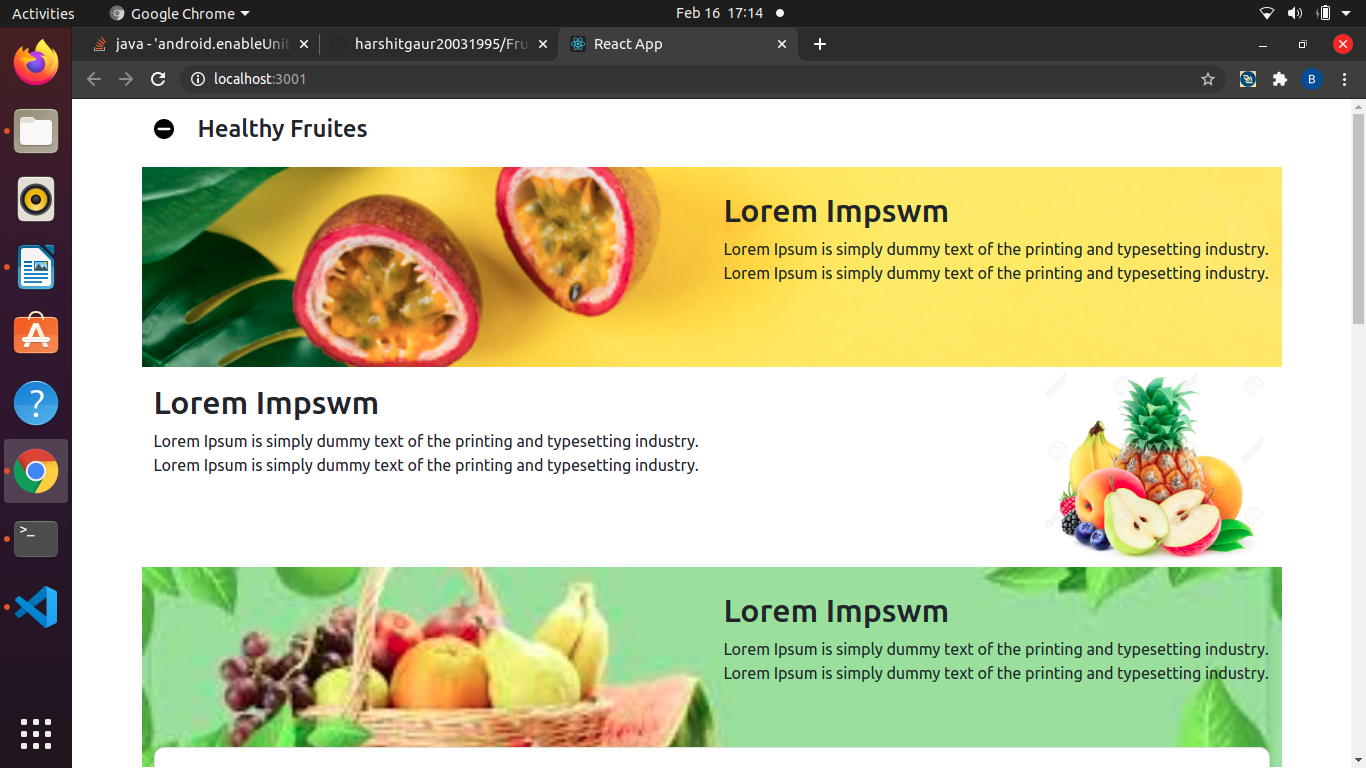 Activities
Google Chrome
Feb 16 17:14
java - 'android.enableUnit
harshitgaur20031995/Fru
React App
localhost:3001
B
Healthy Fruites
Lorem Impswm
Lorem Ipsum is simply dummy text of the printing and typesetting industry.
Lorem Ipsum is simply dummy text of the printing and typesetting industry.
Lorem Impswm
Lorem Ipsum is simply dummy text of the printing and typesetting industry.
Lorem Ipsum is simply dummy text of the printing and typesetting industry.
Lorem Impswm
Lorem Ipsum is simply dummy text of the printing and typesetting industry.
Lorem Ipsum is simply dummy text of the printing and typesetting industry.